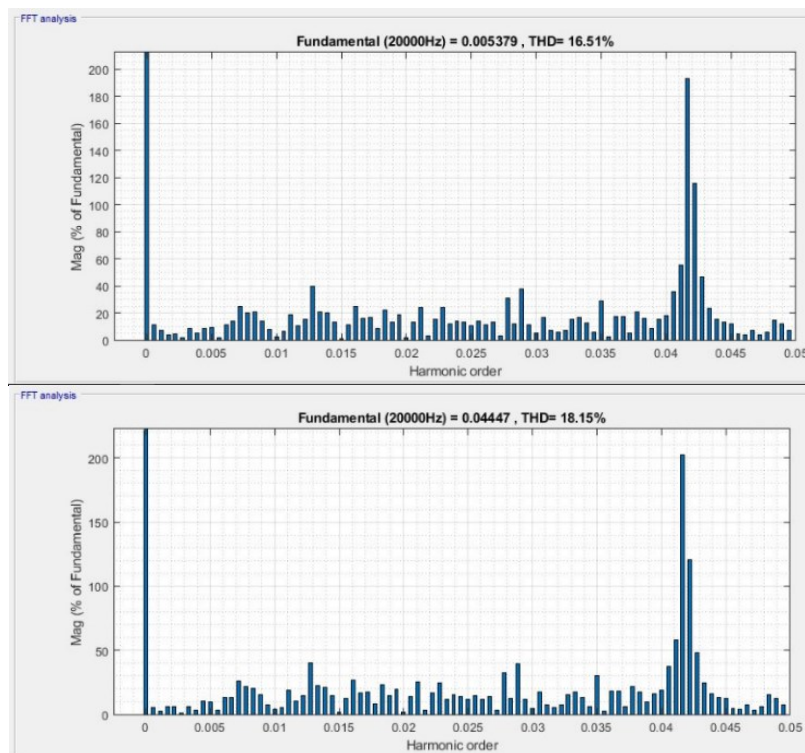 FFT analysis
Fundamental (20000Hz) = 0.005379 , THD= 16.51%
200
180
160
140
120
100
80
60
40
20
0
Mag (% of Fundamental)
0 0.005 0.01 0.015 0.02 0.025 0.03 0.035 0.04 0.045 0.05
Harmonic order
FFT analysis
Fundamental (20000Hz) = 0.04447 , THD= 18.15%
200
150
100
50
0
Mag (% of Fundamental)
0 0.005 0.01 0.015 0.02 0.025 0.03 0.035 0.04 0.045 0.05
Harmonic order